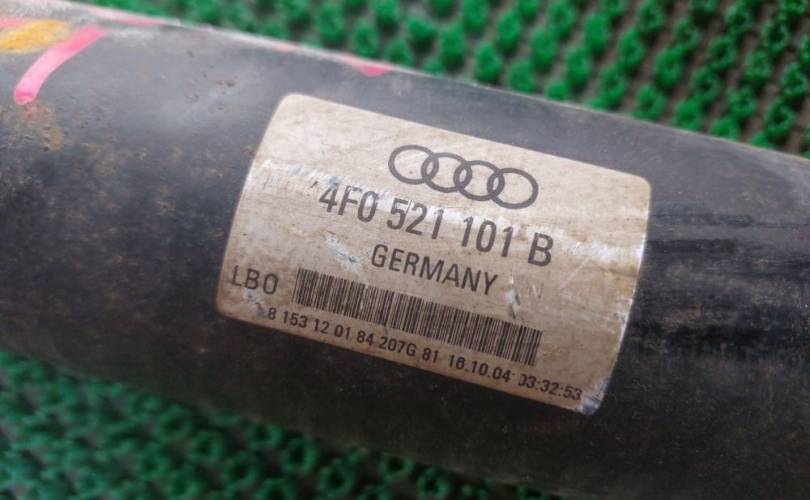 4F0 521 101 B
GERMANY
LBO
8 153 12 01 84 207G 81 16.10.04 03:32:53